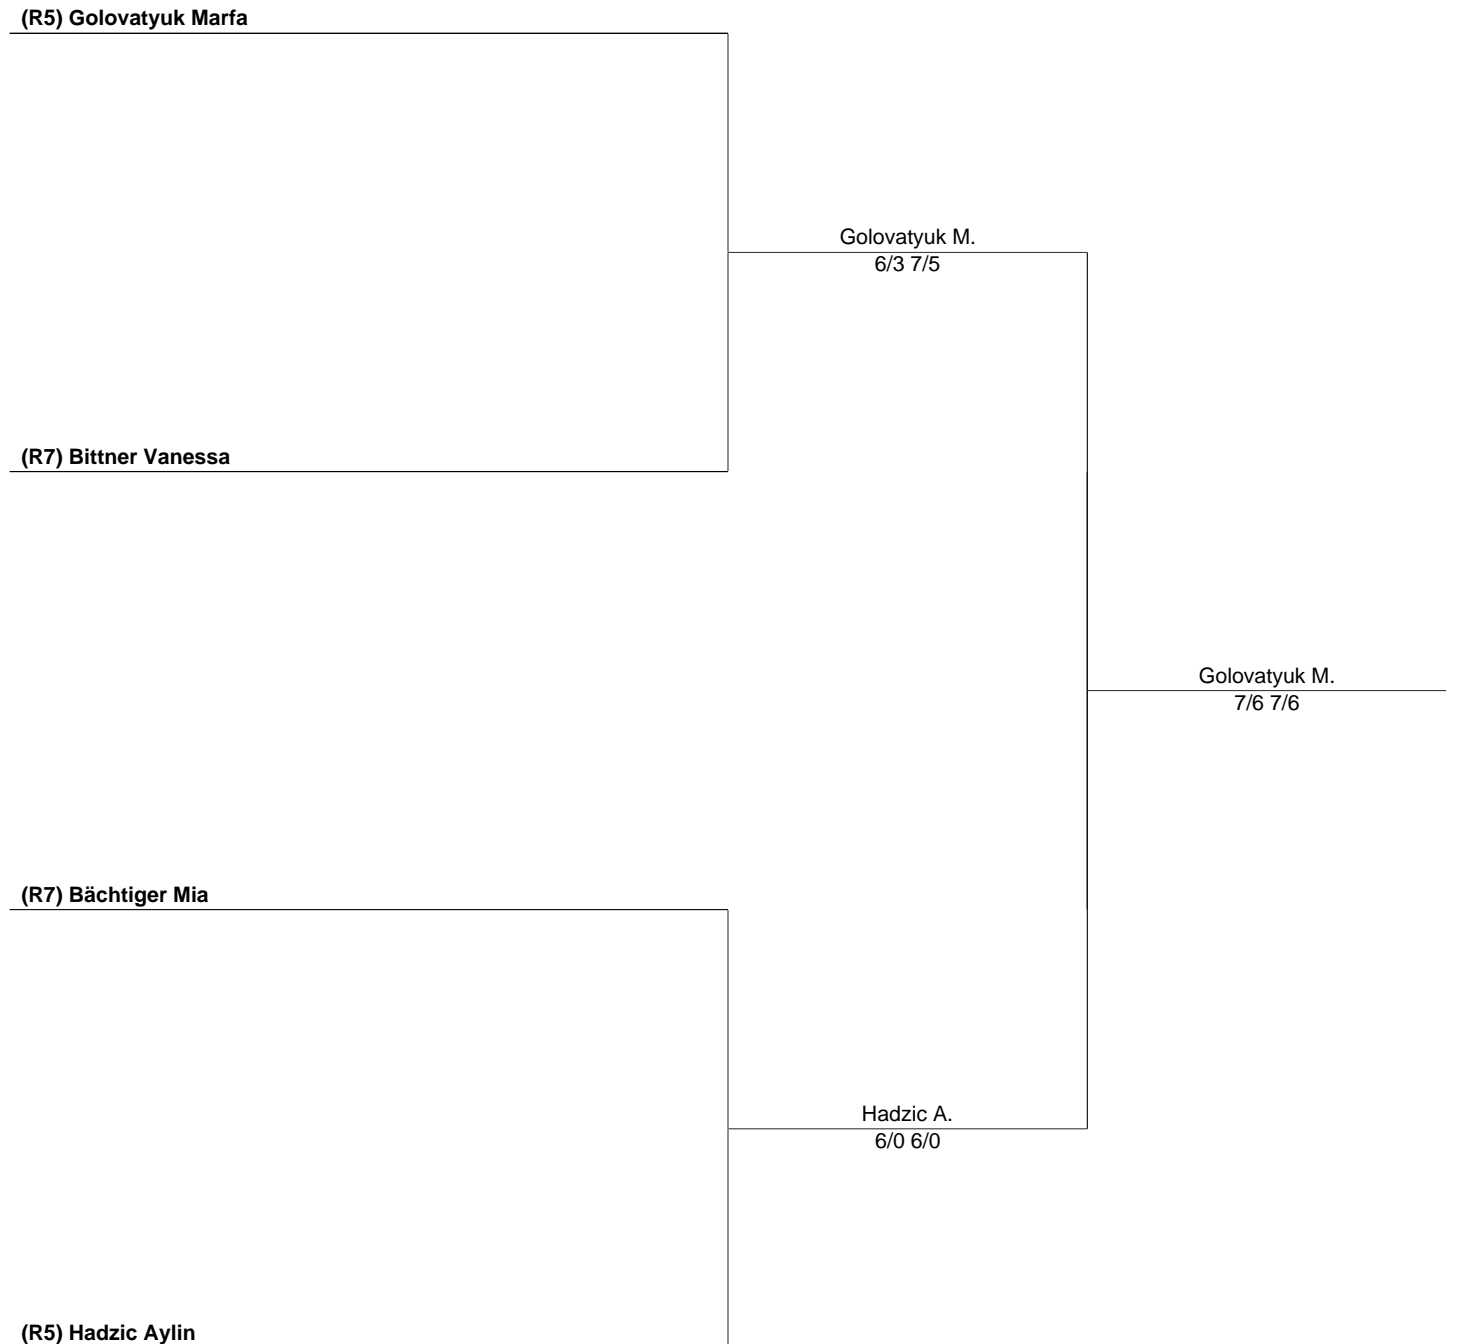 (R5) Golovatyuk Marfa
Golovatyuk M.
6/3 7/5
(R7) Bittner Vanessa
Golovatyuk M.
7/6 7/6
(R7) Bächtiger Mia
Hadzic A.
6/0 6/0
(R5) Hadzic Aylin